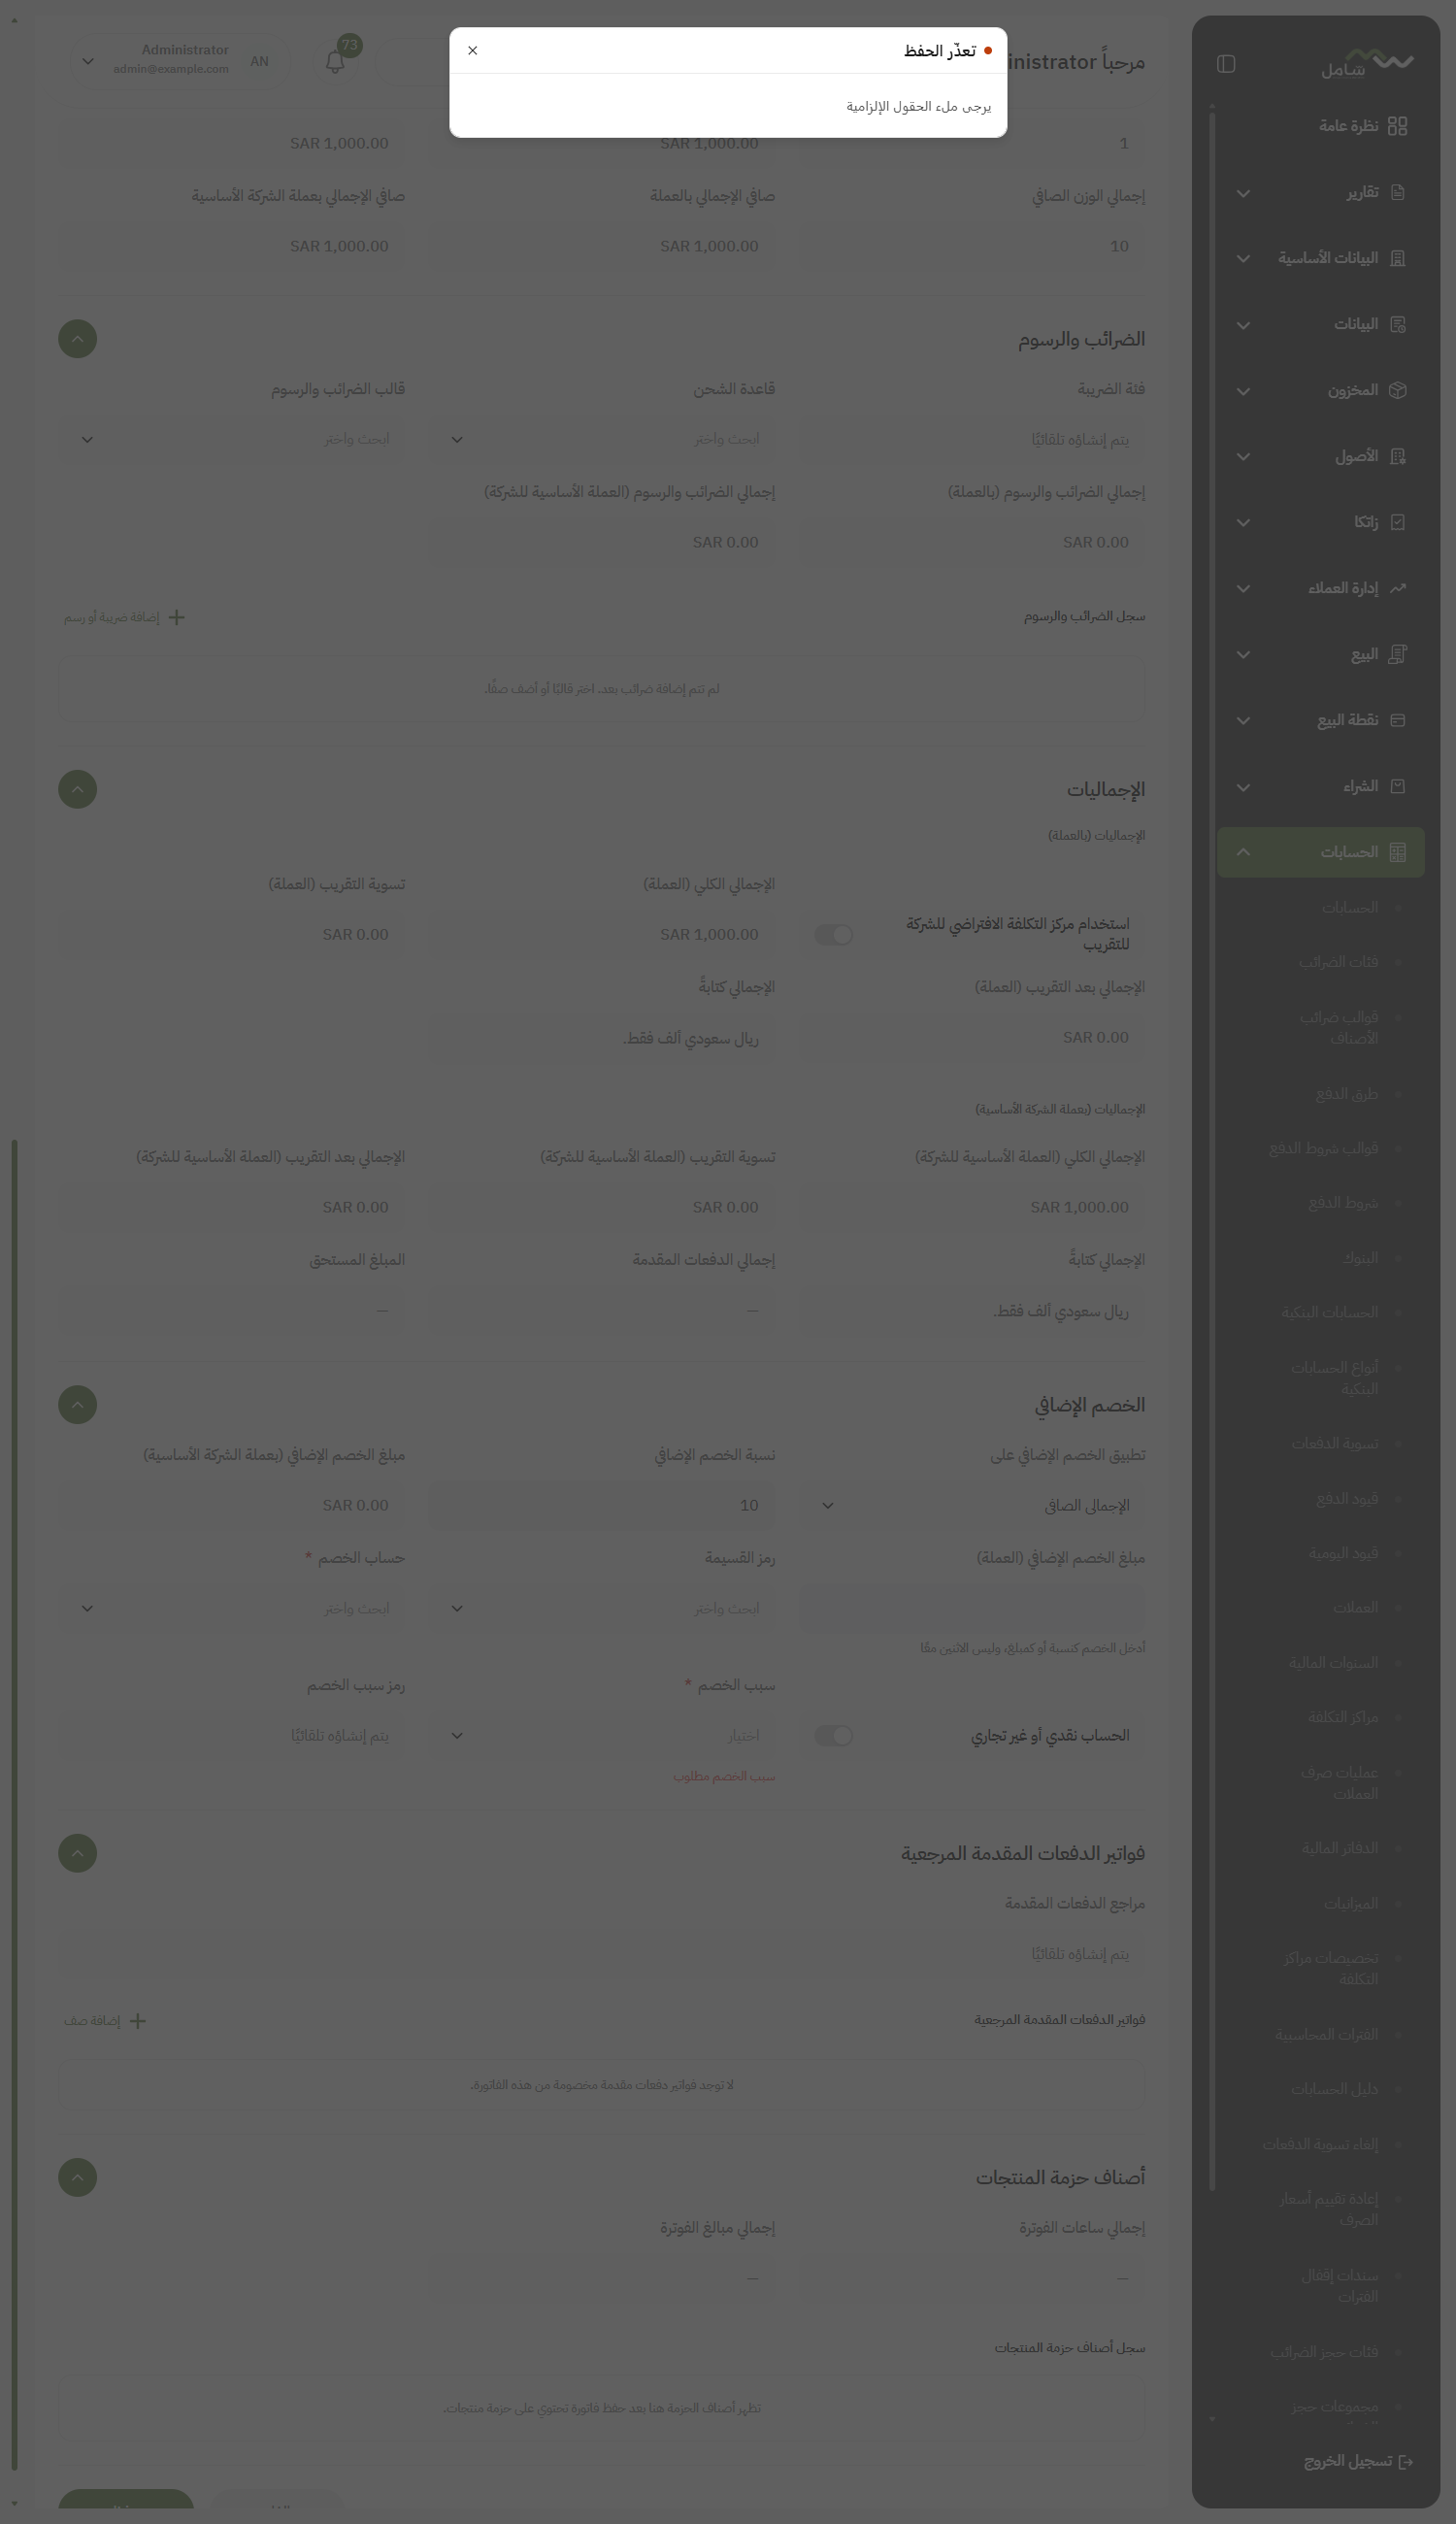 تعذّر الحفظ
يرجى ملء الحقول الإلزامية
مرحباً inistrator
73
AN
Administrator
admin@example.com
شامل
نظرة عامة
تقارير
البيانات الأساسية
البيانات
المخزون
الأصول
زاتكا
إدارة العملاء
البيع
نقطة البيع
الشراء
الحسابات
الحسابات
فئات الضرائب
قوالب ضرائب
الأصناف
طرق الدفع
قوالب شروط الدفع
شروط الدفع
البنوك
الحسابات البنكية
أنواع الحسابات
البنكية
تسوية الدفعات
قيود الدفع
قيود اليومية
العملات
السنوات المالية
مراكز التكلفة
عمليات صرف
العملات
الدفاتر المالية
الميزانيات
تخصيصات مراكز
التكلفة
الفترات المحاسبية
دليل الحسابات
إلغاء تسوية الدفعات
إعادة تقييم أسعار
الصرف
سندات إقفال
الفترات
فئات حجز الضرائب
مجموعات حجز
تسجيل الخروج
1
SAR 1,000.00
SAR 1,000.00
إجمالي الوزن الصافي
صافي الإجمالي بالعملة
صافي الإجمالي بعملة الشركة الأساسية
10
SAR 1,000.00
SAR 1,000.00
الضرائب والرسوم
فئة الضريبة
قاعدة الشحن
قالب الضرائب والرسوم
يتم إنشاؤه تلقائيًا
ابحث واختر
ابحث واختر
إجمالي الضرائب والرسوم (بالعملة)
إجمالي الضرائب والرسوم (العملة الأساسية للشركة)
SAR 0.00
SAR 0.00
سجل الضرائب والرسوم
إضافة ضريبة أو رسم
لم تتم إضافة ضرائب بعد. اختر قالبًا أو أضف صفًا.
الإجماليات
الإجماليات (بالعملة)
الإجمالي الكلي (العملة)
تسوية التقريب (العملة)
استخدام مركز التكلفة الافتراضي للشركة
للتقريب
SAR 1,000.00
SAR 0.00
الإجمالي بعد التقريب (العملة)
الإجمالي كتابةً
SAR 0.00
ريال سعودي ألف فقط.
الإجماليات (بعملة الشركة الأساسية)
الإجمالي الكلي (العملة الأساسية للشركة)
تسوية التقريب (العملة الأساسية للشركة)
الإجمالي بعد التقريب (العملة الأساسية للشركة)
SAR 1,000.00
SAR 0.00
SAR 0.00
الإجمالي كتابةً
إجمالي الدفعات المقدمة
المبلغ المستحق
ريال سعودي ألف فقط.
—
—
الخصم الإضافي
تطبيق الخصم الإضافي على
نسبة الخصم الإضافي
مبلغ الخصم الإضافي (بعملة الشركة الأساسية)
الإجمالي الصافي
10
SAR 0.00
مبلغ الخصم الإضافي (العملة)
رمز القسيمة
حساب الخصم *
ابحث واختر
ابحث واختر
أدخل الخصم كنسبة أو كمبلغ، وليس الاثنين معًا
سبب الخصم *
رمز سبب الخصم
الحساب نقدي أو غير تجاري
اختيار
يتم إنشاؤه تلقائيًا
سبب الخصم مطلوب
فواتير الدفعات المقدمة المرجعية
مراجع الدفعات المقدمة
يتم إنشاؤه تلقائيًا
فواتير الدفعات المقدمة المرجعية
إضافة صف
لا توجد فواتير دفعات مقدمة مخصومة من هذه الفاتورة.
أصناف حزمة المنتجات
إجمالي ساعات الفوترة
إجمالي مبالغ الفوترة
—
—
سجل أصناف حزمة المنتجات
تظهر أصناف الحزمة هنا بعد حفظ فاتورة تحتوي على حزمة منتجات.